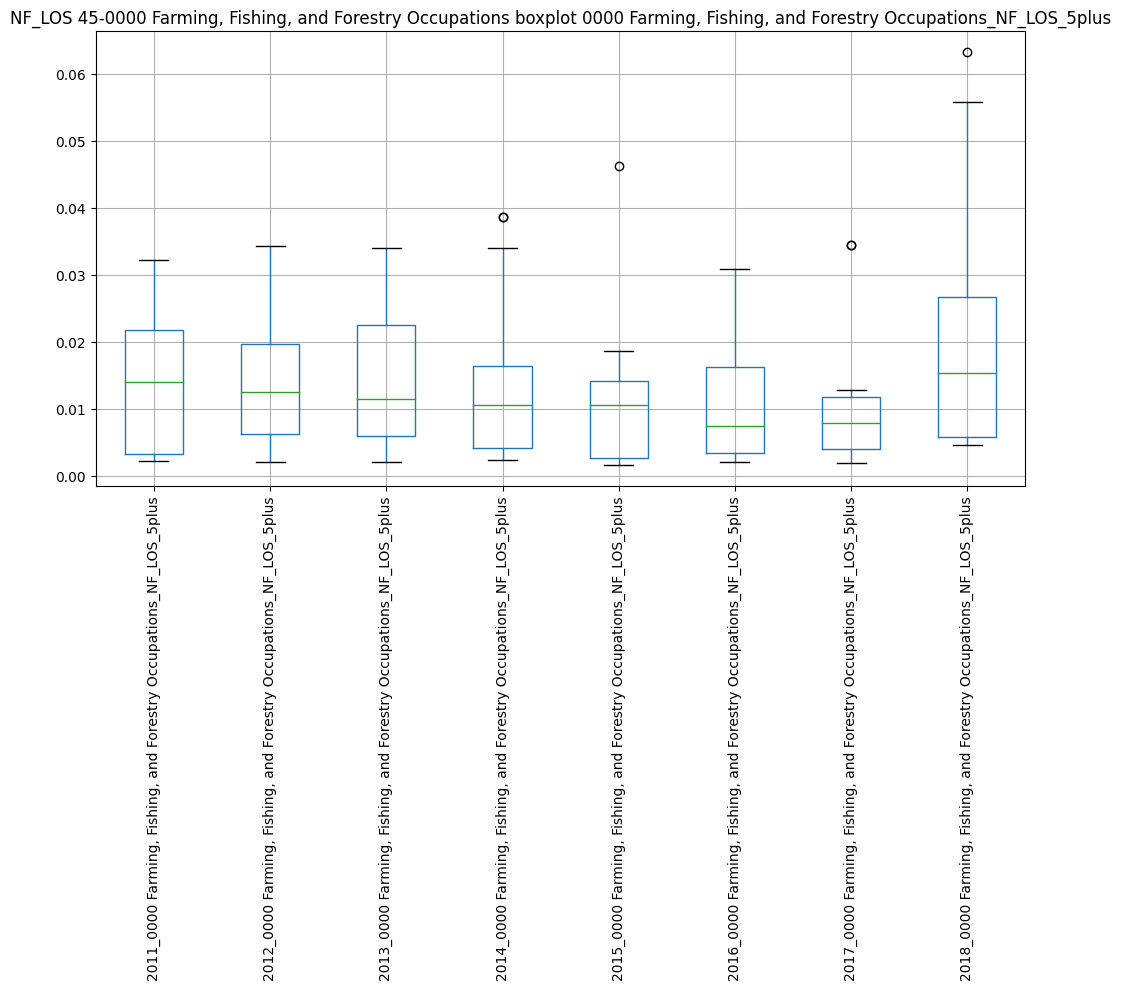 NF_LOS 45-0000 Farming, Fishing, and Forestry Occupations boxplot 0000 Farming, Fishing, and Forestry Occupations_NF_LOS_5plus
0.06
0.05
0.04
0.03
0.02
0.01
0.00
2011_0000 Farming, Fishing, and Forestry Occupations_NF_LOS_5plus
2012_0000 Farming, Fishing, and Forestry Occupations_NF_LOS_5plus
2013_0000 Farming, Fishing, and Forestry Occupations_NF_LOS_5plus
2014_0000 Farming, Fishing, and Forestry Occupations_NF_LOS_5plus
2015_0000 Farming, Fishing, and Forestry Occupations_NF_LOS_5plus
2016_0000 Farming, Fishing, and Forestry Occupations_NF_LOS_5plus
2017_0000 Farming, Fishing, and Forestry Occupations_NF_LOS_5plus
2018_0000 Farming, Fishing, and Forestry Occupations_NF_LOS_5plus